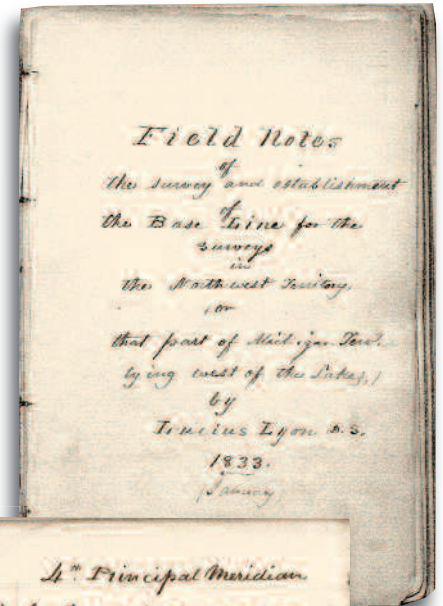 Field Notes
of
the survey and establishment
of
the Base Line for the
surveys
in
the Northwest Territory,
(or
that part of Michigan Terr.
lying west of the Lakes,)
by
Lucius Lyon D.S.
1833.
(January)
4th Principal Meridian